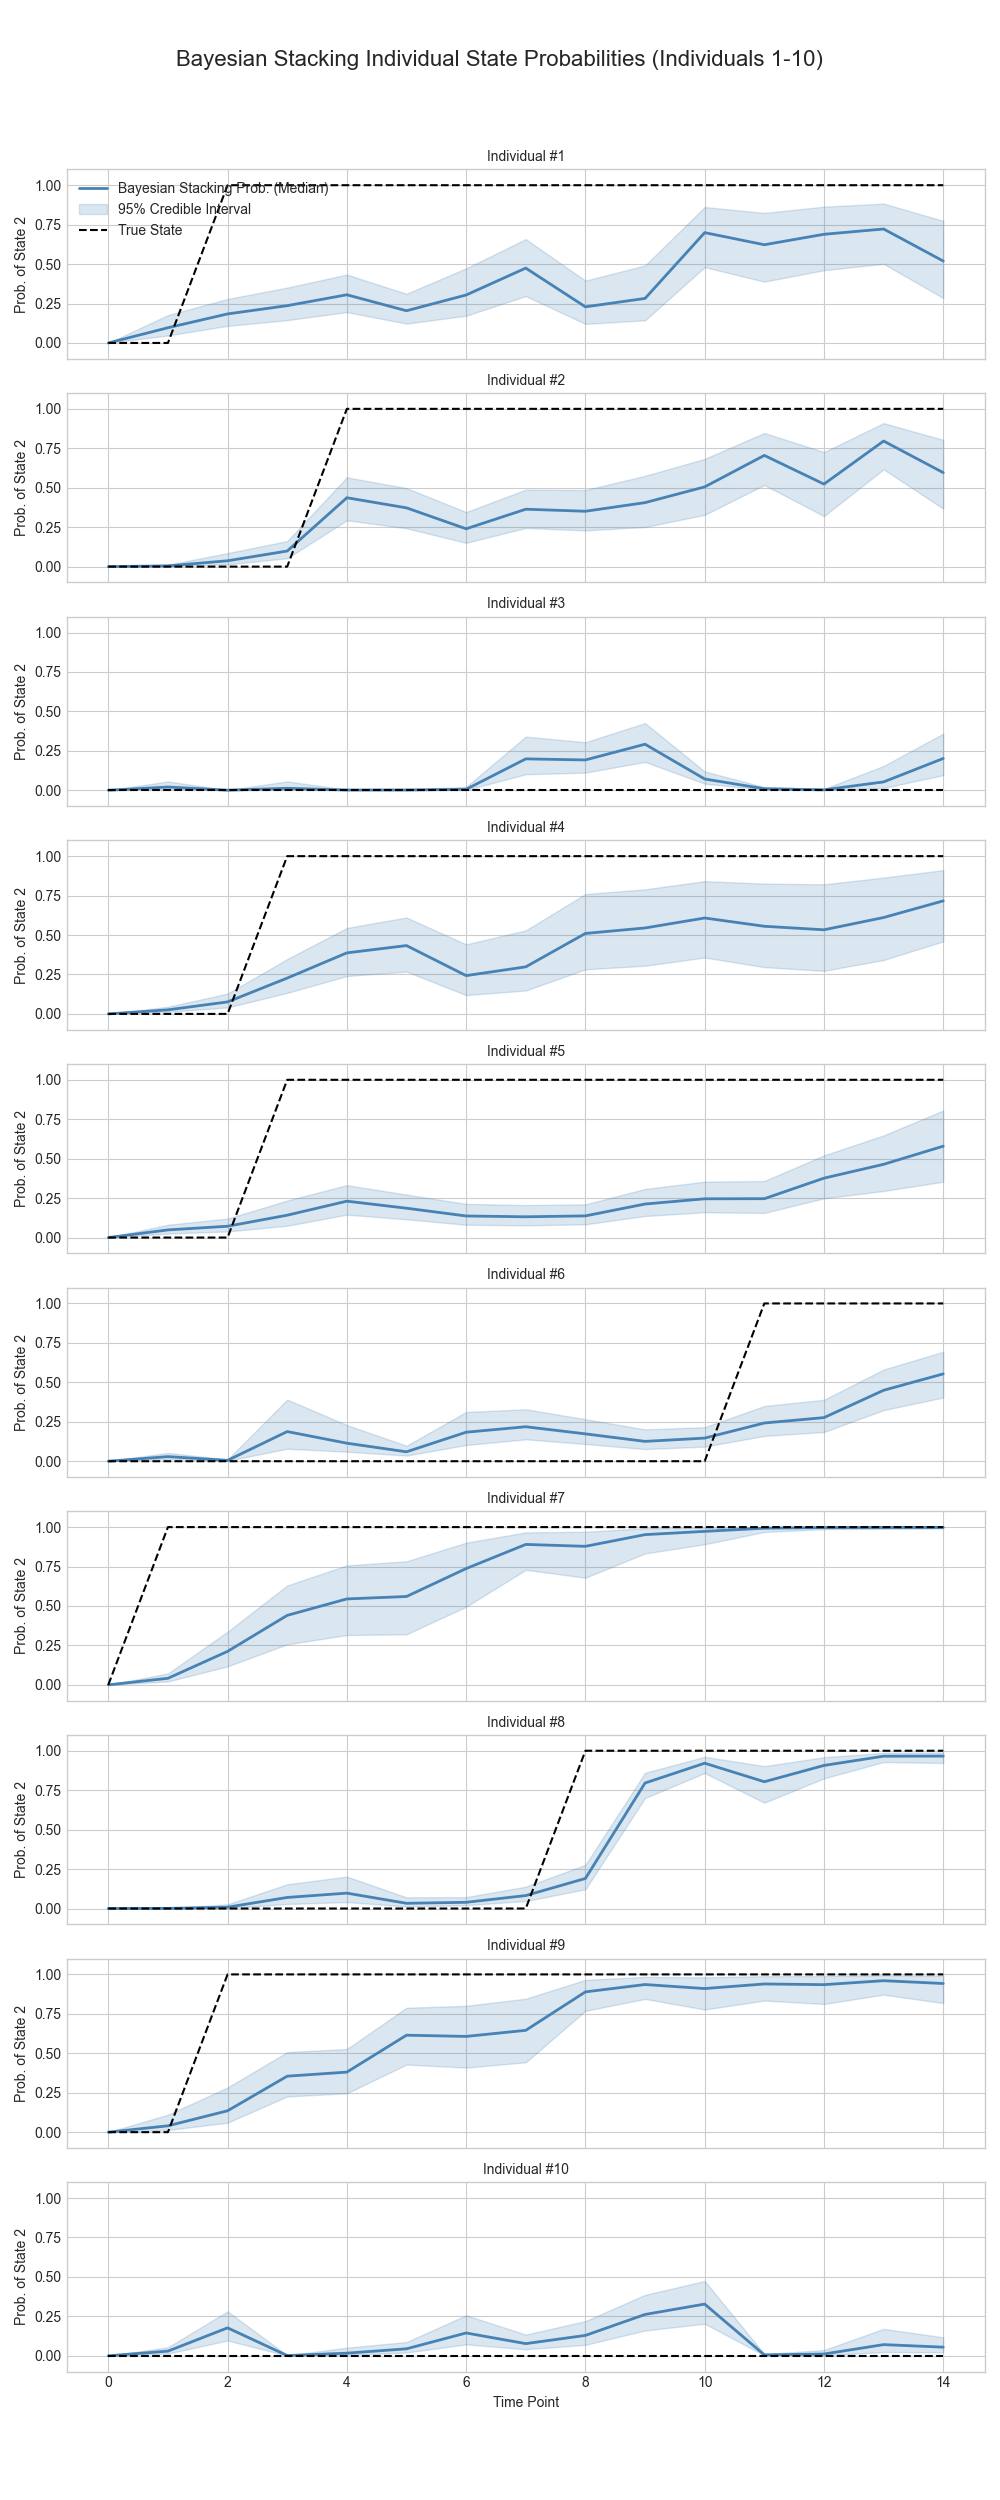 Bayesian Stacking Individual State Probabilities (Individuals 1-10)
Individual #1
Prob. of State 2
1.00
0.75
0.50
0.25
0.00
Bayesian Stacking Prob. (Median)
95% Credible Interval
True State
Individual #2
Prob. of State 2
1.00
0.75
0.50
0.25
0.00
Individual #3
Prob. of State 2
1.00
0.75
0.50
0.25
0.00
Individual #4
Prob. of State 2
1.00
0.75
0.50
0.25
0.00
Individual #5
Prob. of State 2
1.00
0.75
0.50
0.25
0.00
Individual #6
Prob. of State 2
1.00
0.75
0.50
0.25
0.00
Individual #7
Prob. of State 2
1.00
0.75
0.50
0.25
0.00
Individual #8
Prob. of State 2
1.00
0.75
0.50
0.25
0.00
Individual #9
Prob. of State 2
1.00
0.75
0.50
0.25
0.00
Individual #10
Prob. of State 2
1.00
0.75
0.50
0.25
0.00
0 2 4 6 8 10 12 14
Time Point